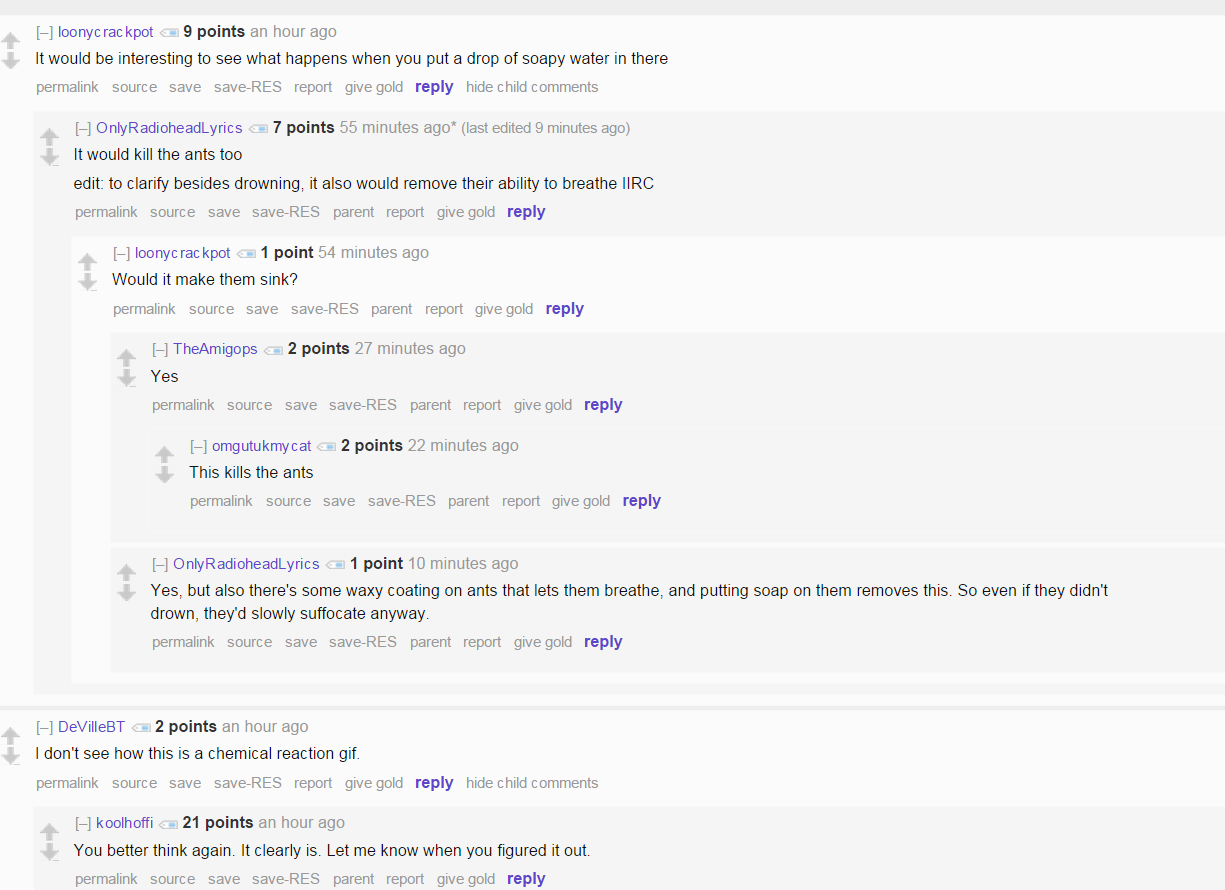 [–] loonycrackpot 9 points an hour ago
It would be interesting to see what happens when you put a drop of soapy water in there
permalink source save save-RES report give gold reply hide child comments
[–] OnlyRadioheadLyrics 7 points 55 minutes ago* (last edited 9 minutes ago)
It would kill the ants too
edit: to clarify besides drowning, it also would remove their ability to breathe IIRC
permalink source save save-RES parent report give gold reply
[–] loonycrackpot 1 point 54 minutes ago
Would it make them sink?
permalink source save save-RES parent report give gold reply
[–] TheAmigops 2 points 27 minutes ago
Yes
permalink source save save-RES parent report give gold reply
[–] omgutukmycat 2 points 22 minutes ago
This kills the ants
permalink source save save-RES parent report give gold reply
[–] OnlyRadioheadLyrics 1 point 10 minutes ago
Yes, but also there's some waxy coating on ants that lets them breathe, and putting soap on them removes this. So even if they didn't
drown, they'd slowly suffocate anyway.
permalink source save save-RES parent report give gold reply
[–] DeVilleBT 2 points an hour ago
I don't see how this is a chemical reaction gif.
permalink source save save-RES report give gold reply hide child comments
[–] koolhoffi 21 points an hour ago
You better think again. It clearly is. Let me know when you figured it out.
permalink source save save-RES parent report give gold reply